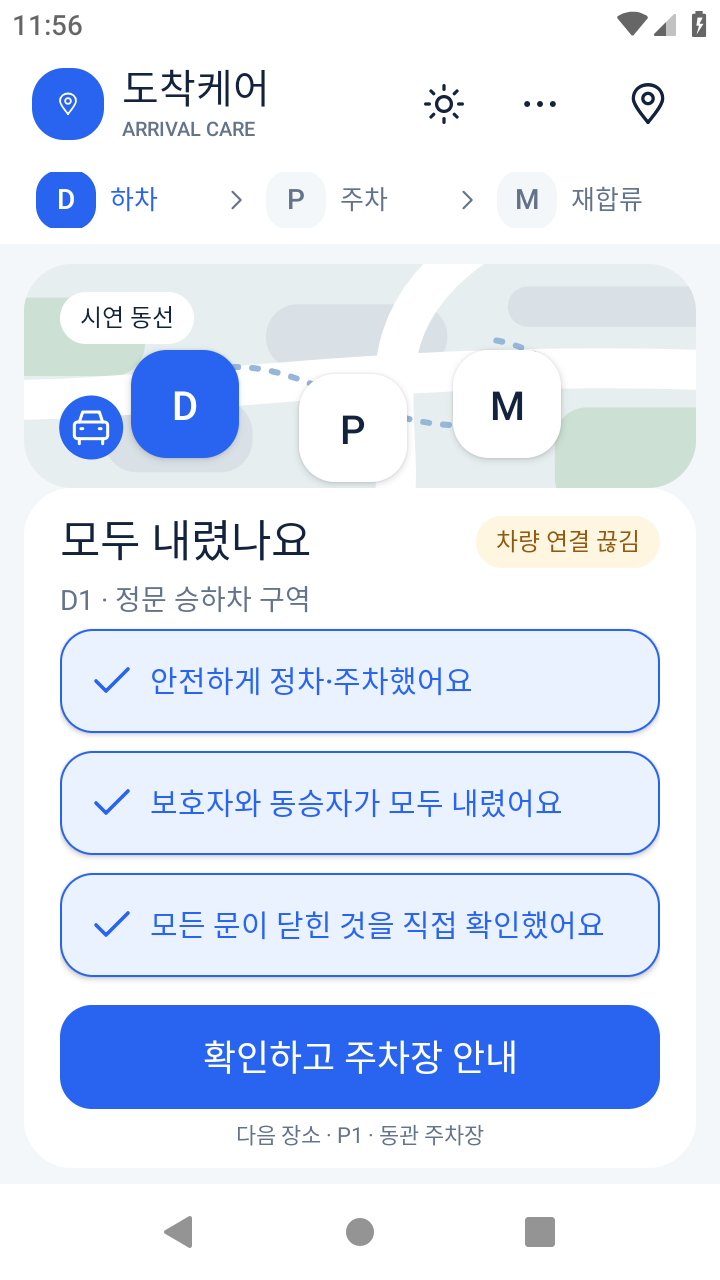 11:56
도착케어
ARRIVAL CARE
D 하차 P 주차 M 재합류
시연 동선
D
P
M
모두 내렸나요
차량 연결 끊김
D1 · 정문 승하차 구역
안전하게 정차·주차했어요
보호자와 동승자가 모두 내렸어요
모든 문이 닫힌 것을 직접 확인했어요
확인하고 주차장 안내
다음 장소 · P1 · 동관 주차장